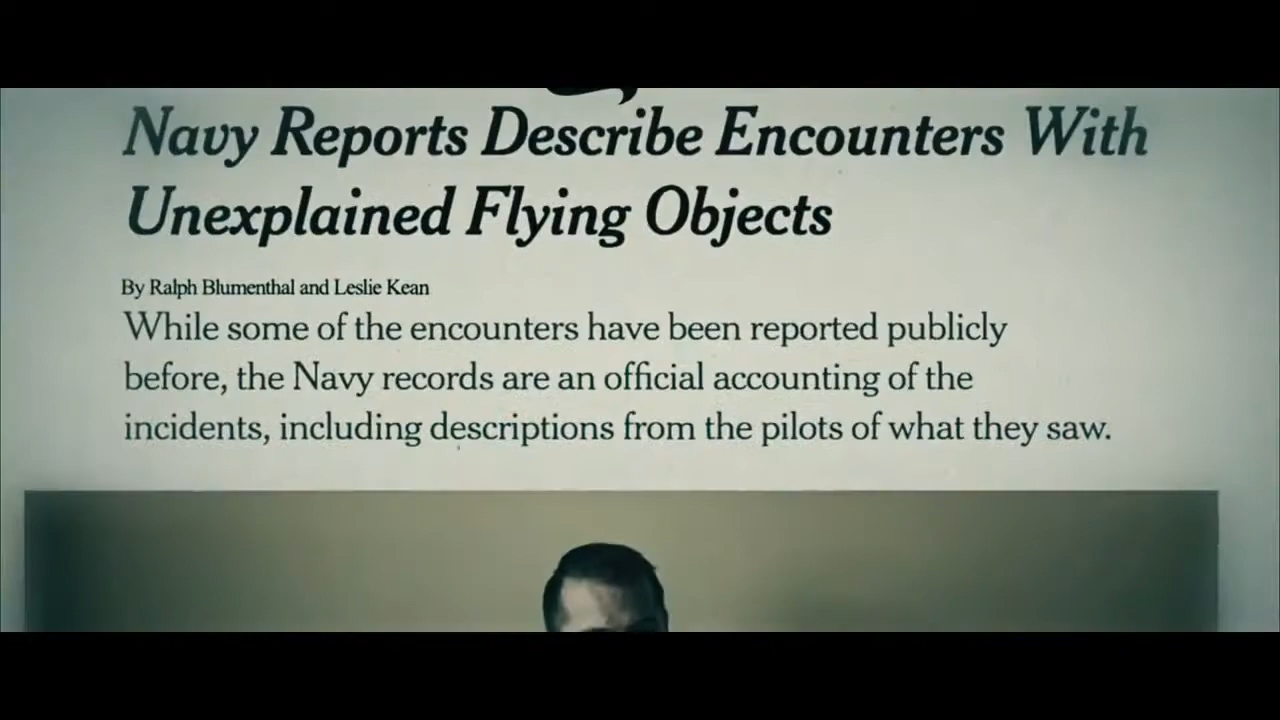 Navy Reports Describe Encounters With
Unexplained Flying Objects
By Ralph Blumenthal and Leslie Kean
While some of the encounters have been reported publicly
before, the Navy records are an official accounting of the
incidents, including descriptions from the pilots of what they saw.